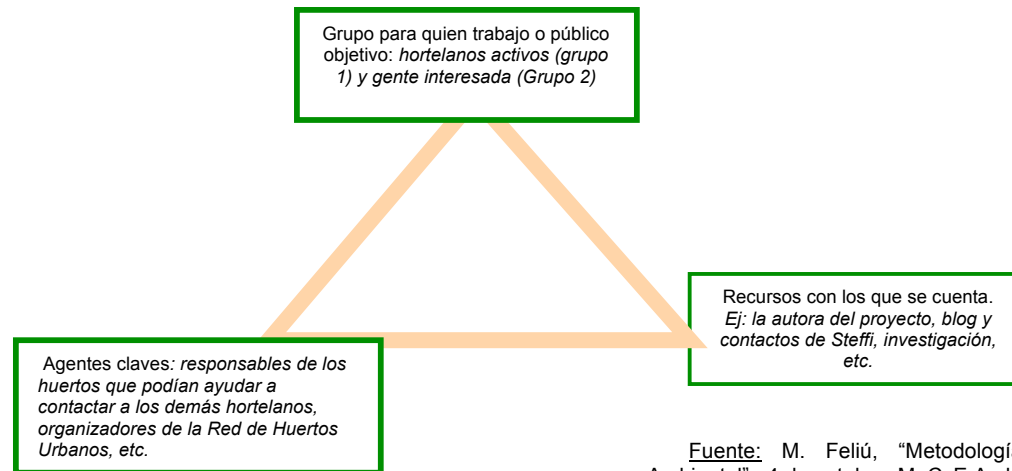 Grupo para quien trabajo o público
objetivo: hortelanos activos (grupo
1) y gente interesada (Grupo 2)
Recursos con los que se cuenta.
Ej: la autora del proyecto, blog y
contactos de Steffi, investigación,
etc.
Agentes claves: responsables de los
huertos que podían ayudar a
contactar a los demás hortelanos,
organizadores de la Red de Huertos
Urbanos, etc.
Fuente: M. Feliú, “Metodología